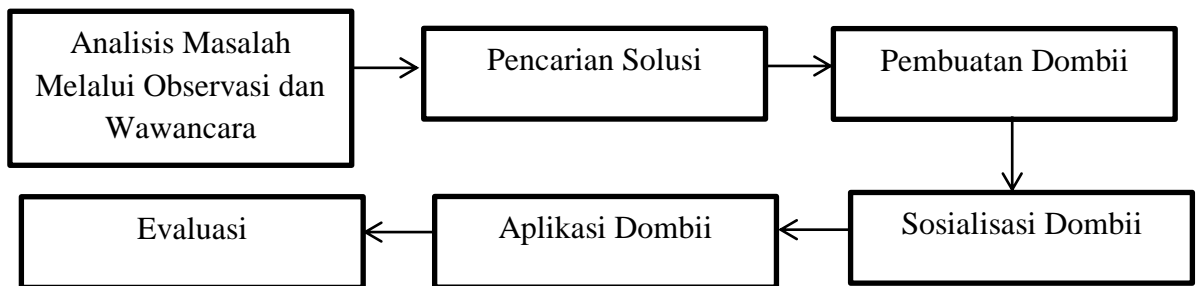 Analisis Masalah
Melalui Observasi dan
Wawancara
Pencarian Solusi
Pembuatan Dombii
Sosialisasi Dombii
Aplikasi Dombii
Evaluasi